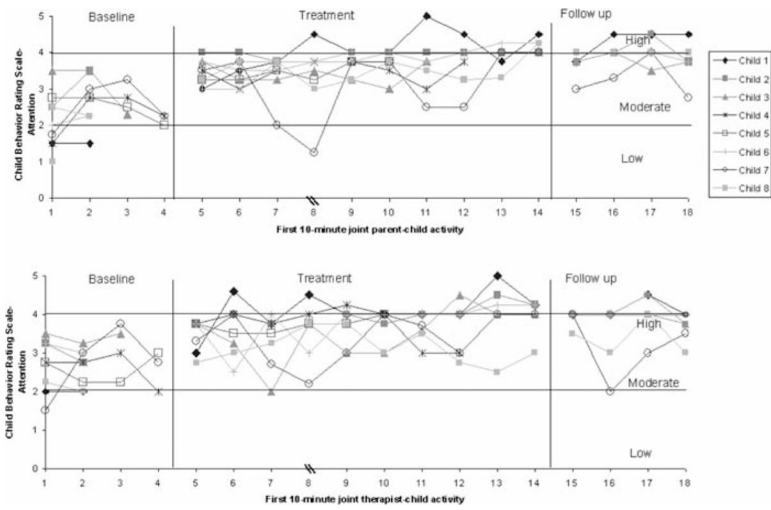 Baseline
Treatment
Follow up
5
4
3
2
1
0
Child Behavior Rating Scale-
Attention
High
Moderate
Low
1 2 3 4 5 6 7 8 9 10 11 12 13 14 15 16 17 18
First 10-minute joint parent-child activity
Child 1
Child 2
Child 3
Child 4
Child 5
Child 6
Child 7
Child 8
Baseline
Treatment
Follow up
5
4
3
2
1
0
Child Behavior Rating Scale-
Attention
High
Moderate
Low
1 2 3 4 5 6 7 8 9 10 11 12 13 14 15 16 17 18
First 10-minute joint therapist-child activity